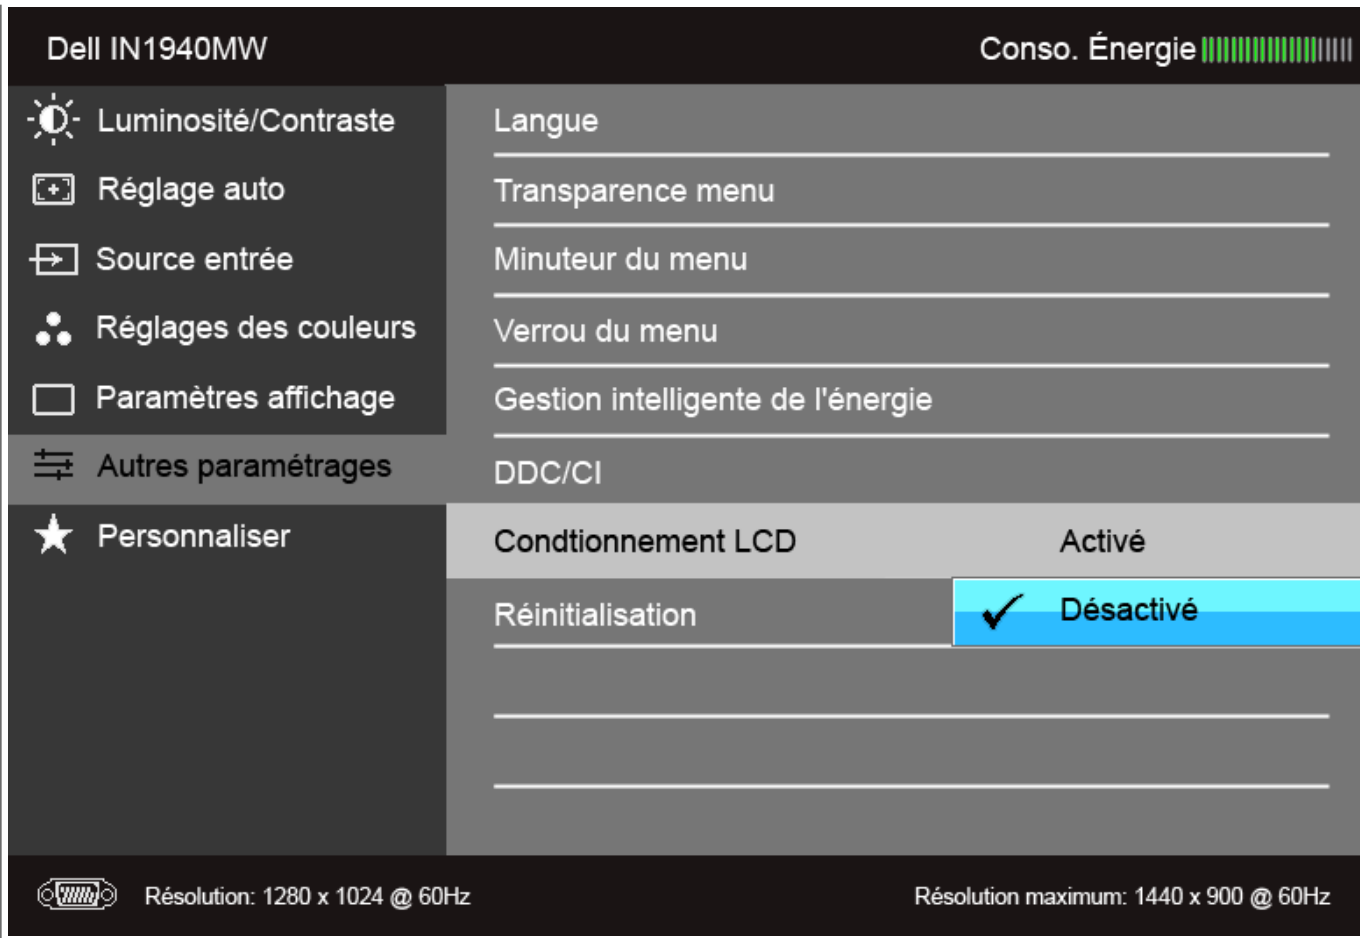 Dell IN1940MW
Conso. Énergie
Luminosité/Contraste
Réglage auto
Source entrée
Réglages des couleurs
Paramètres affichage
Autres paramétrages
Personnaliser
Langue
Transparence menu
Minuteur du menu
Verrou du menu
Gestion intelligente de l'énergie
DDC/CI
Condtionnement LCD
Activé
Réinitialisation
Désactivé
Résolution: 1280 x 1024 @ 60Hz
Résolution maximum: 1440 x 900 @ 60Hz